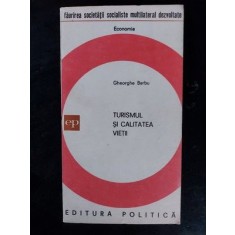 făurirea societății socialiste multilateral dezvoltate
Economie
Gheorghe Barbu
TURISMUL
ȘI CALITATEA
VIEȚII
ep
EDITURA POLITICĂ